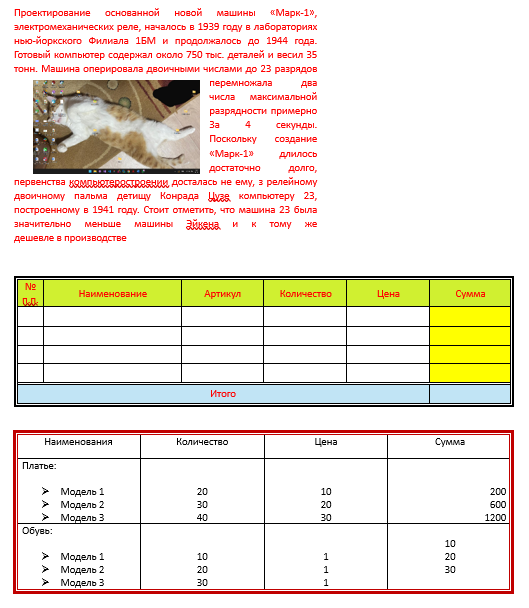 Проектирование основанной новой машины «Марк-1»,
электромеханических реле, началось в 1939 году в лабораториях
нью-йоркского Филиала 1БМ и продолжалось до 1944 года.
Готовый компьютер содержал около 750 тыс. деталей и весил 35
тонн. Машина оперировала двоичными числами до 23 разрядов
перемножала два
числа максимальной
разрядности примерно
За 4 секунды.
Поскольку создание
«Марк-1» длилось
достаточно долго,
первенства компьютеростроении досталась не ему, з релейному
двоичному пальма детищу Конрада Цузе компьютеру 23,
построенному в 1941 году. Стоит отметить, что машина 23 была
значительно меньше машины Эйкена и к тому же
дешевле в производстве
№ п.п. Наименование Артикул Количество Цена Сумма
Итого
Наименования Количество Цена Сумма
Платье:
➢ Модель 1 20 10 200
➢ Модель 2 30 20 600
➢ Модель 3 40 30 1200
Обувь:
10
➢ Модель 1 10 1 20
➢ Модель 2 20 1 30
➢ Модель 3 30 1